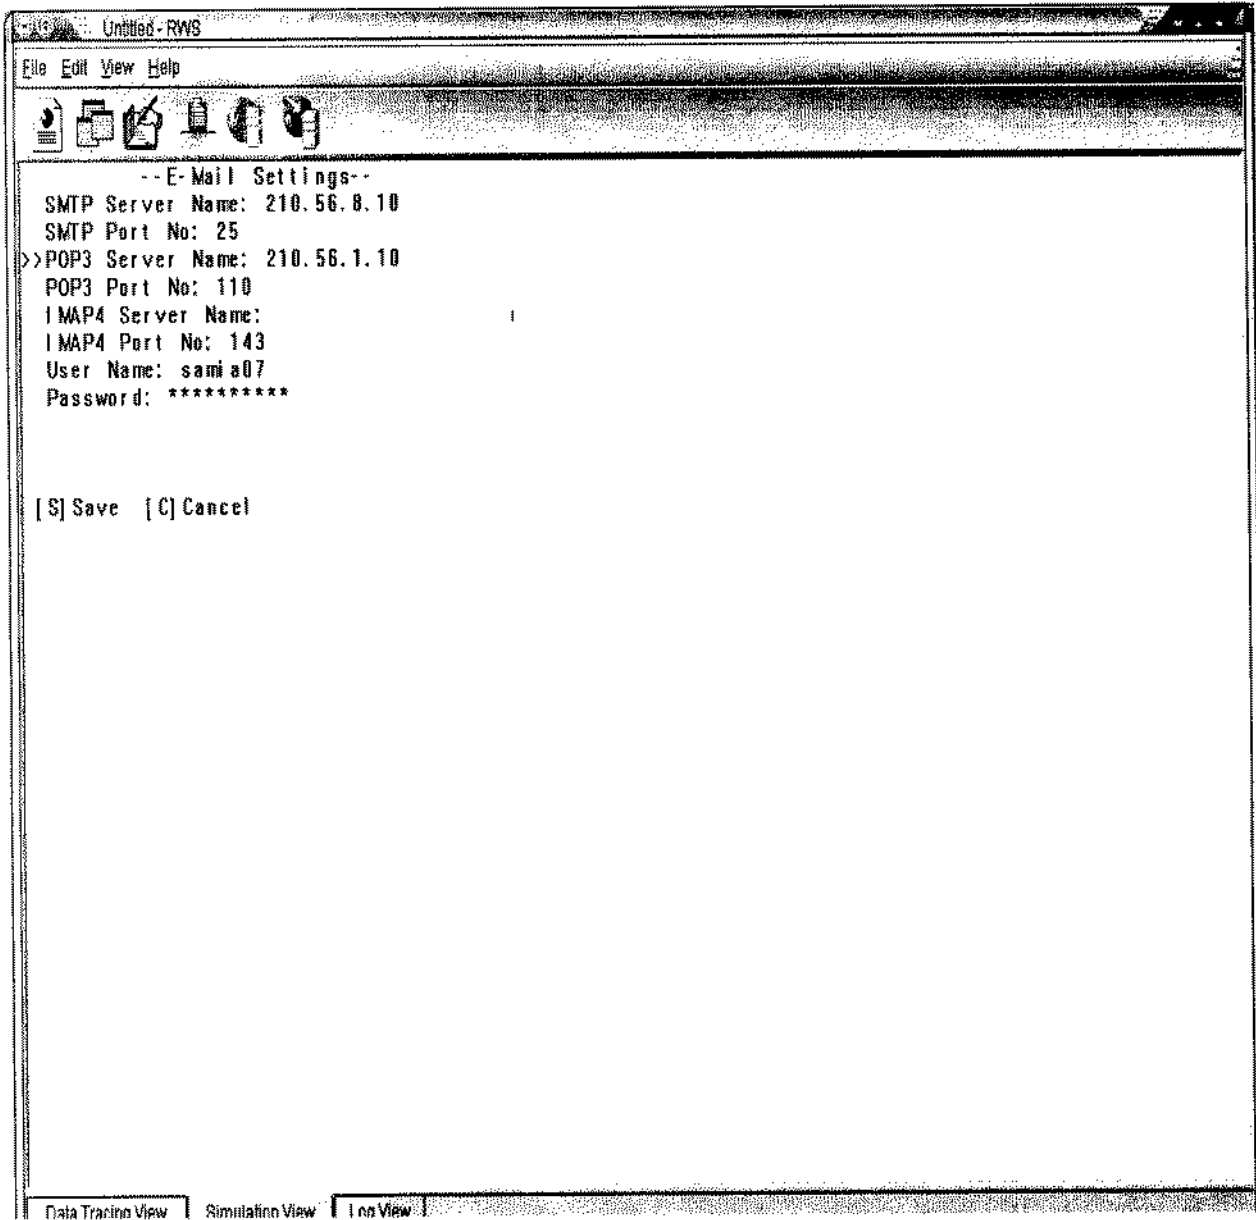 Untitled - RWS
File Edit View Help
--E-Mail Settings--
SMTP Server Name: 210.56.8.10
SMTP Port No: 25
>>POP3 Server Name: 210.56.1.10
POP3 Port No: 110
IMAP4 Server Name:
IMAP4 Port No: 143
User Name: samia07
Password: **********
[S]Save [C]Cancel
Data Tracing View Simulation View Log View